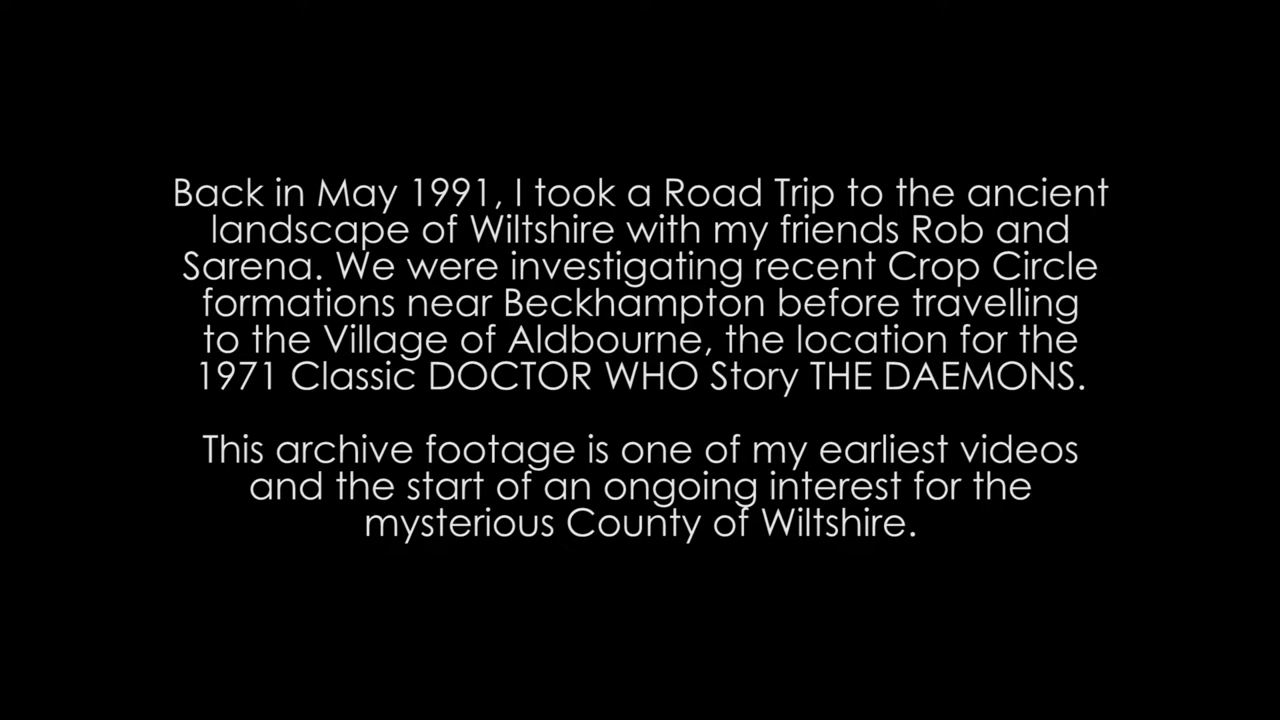 Back in May 1991, I took a Road Trip to the ancient
landscape of Wiltshire with my friends Rob and
Sarena. We were investigating recent Crop Circle
formations near Beckhampton before travelling
to the Village of Aldbourne, the location for the
1971 Classic DOCTOR WHO Story THE DAEMONS.
This archive footage is one of my earliest videos
and the start of an ongoing interest for the
mysterious County of Wiltshire.